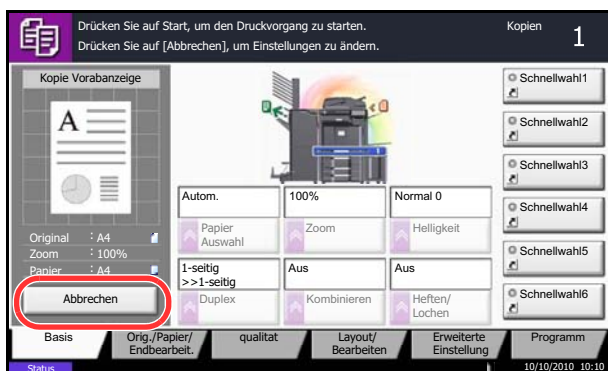 Drücken Sie auf Start, um den Druckvorgang zu starten.
Drücken Sie auf [Abbrechen], um Einstellungen zu ändern.
Kopien
1
Kopie Vorabanzeige
A
Original : A4
Zoom : 100%
Papier : A4
Abbrechen
Autom.
100%
Normal 0
Papier
Auswahl
Zoom
Helligkeit
1-seitig
>>1-seitig
Aus
Aus
Duplex
Kombinieren
Heften/
Lochen
Schnellwahl1
Schnellwahl2
Schnellwahl3
Schnellwahl4
Schnellwahl5
Schnellwahl6
Basis
Orig./Papier/
Endbearbeit.
qualitat
Layout/
Bearbeiten
Erweiterte
Einstellung
Programm
Status
10/10/2010 10:10